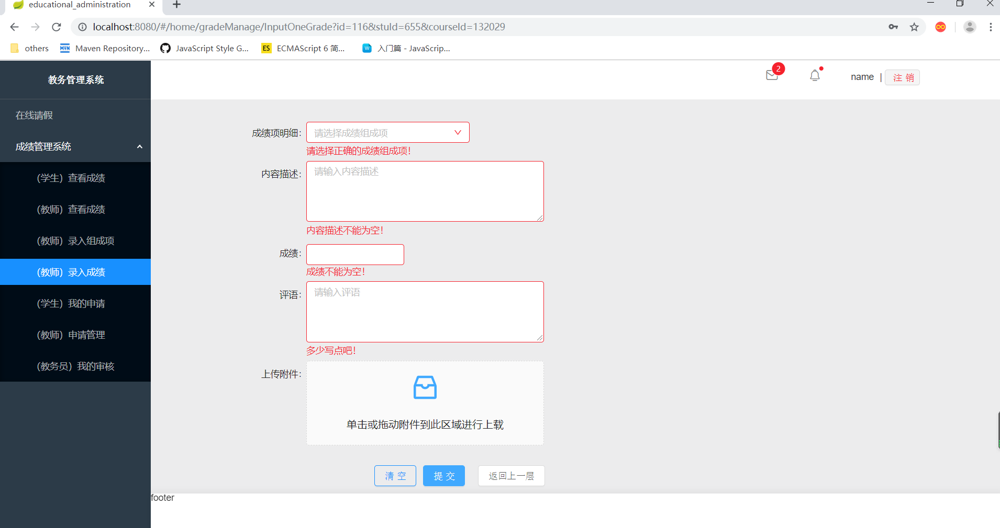 educational_administration
localhost:8080/#/home/gradeManage/InputOneGrade?id=116&stuId=655&courseId=132029
others
Maven Repository...
JavaScript Style G...
ES
ECMAScript 6 简...
W
入门篇 - JavaScrip...
教务管理系统
2
name | 注 销
在线请假
成绩管理系统
(学生) 查看成绩
(教师) 查看成绩
(教师) 录入组成项
(教师) 录入成绩
(学生) 我的申请
(教师) 申请管理
(教务员) 我的审核
成绩项明细:
请选择成绩组成项
请选择正确的成绩组成项!
内容描述:
请输入内容描述
内容描述不能为空!
成绩:
成绩不能为空!
评语:
请输入评语
多少写点吧!
上传附件:
单击或拖动附件到此区域进行上载
清 空
提 交
返回上一层
footer